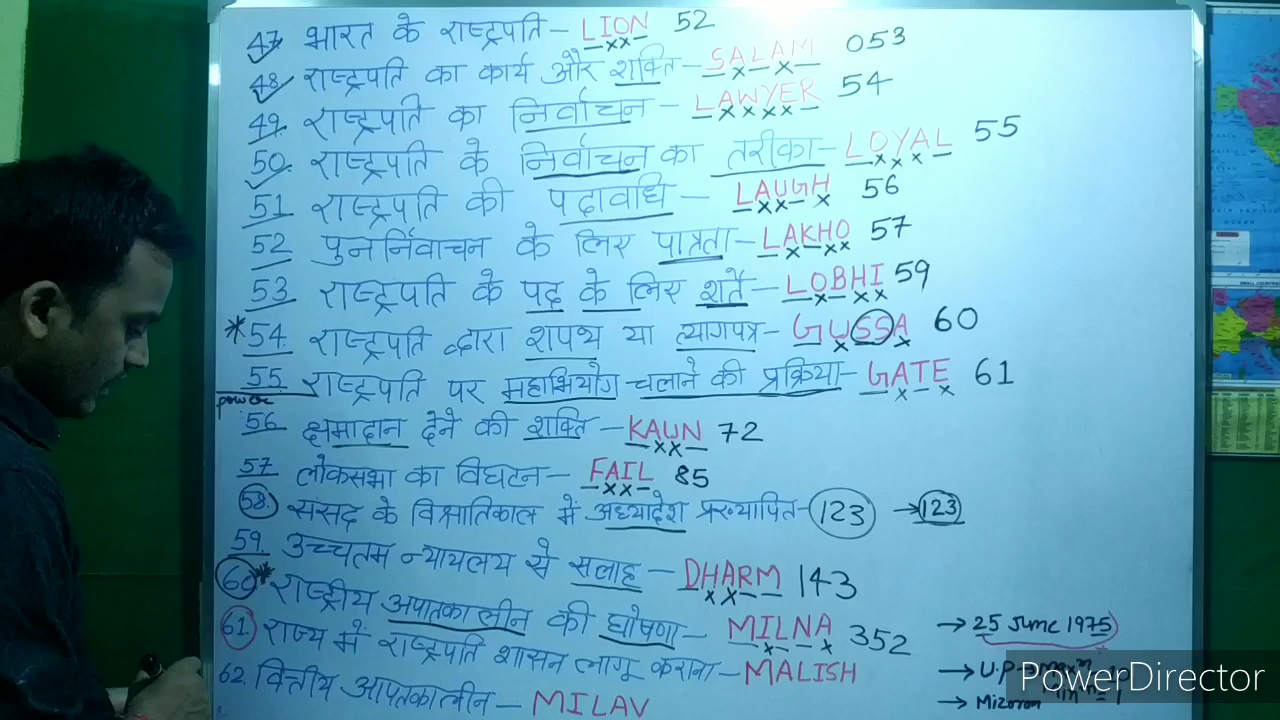 47. भारत के राष्ट्रपति - LION 52
48. राष्ट्रपति का कार्य और शक्ति - SALAM 053
49. राष्ट्रपति का निर्वाचन - LAWYER 54
50. राष्ट्रपति के निर्वाचन का तरीका - LOYAL 55
51 राष्ट्रपति की पदावधि - LAUGH 56
52 पुनर्निवाचन के लिए पात्रता - LAKHO 57
53 राष्ट्रपति के पद के लिए शर्ते - LOBHI 59
*54. राष्ट्रपति द्वारा शपथ या त्यागपत्र - GUSSA 60
55 राष्ट्रपति पर महाभियोग चलाने की प्रक्रिया - GATE 61
power
56 क्षमादान देने की शक्ति - KAUN 72
57 लोकसभा का विघटन - FAIL 85
58. संसद के विश्रांतिकाल में अध्यादेश प्रख्यापित - 123 → 123
59. उच्चतम न्यायलय से सलाह - DHARM 143
60* राष्ट्रीय अपातकालीन की घोषणा - MILNA 352 → 25 June 1975
61. राज्य में राष्ट्रपति शासन लागू कराना - MALISH → U.P →
62. वित्तीय आपतकालीन - MILAV → Mizoram
PowerDirector